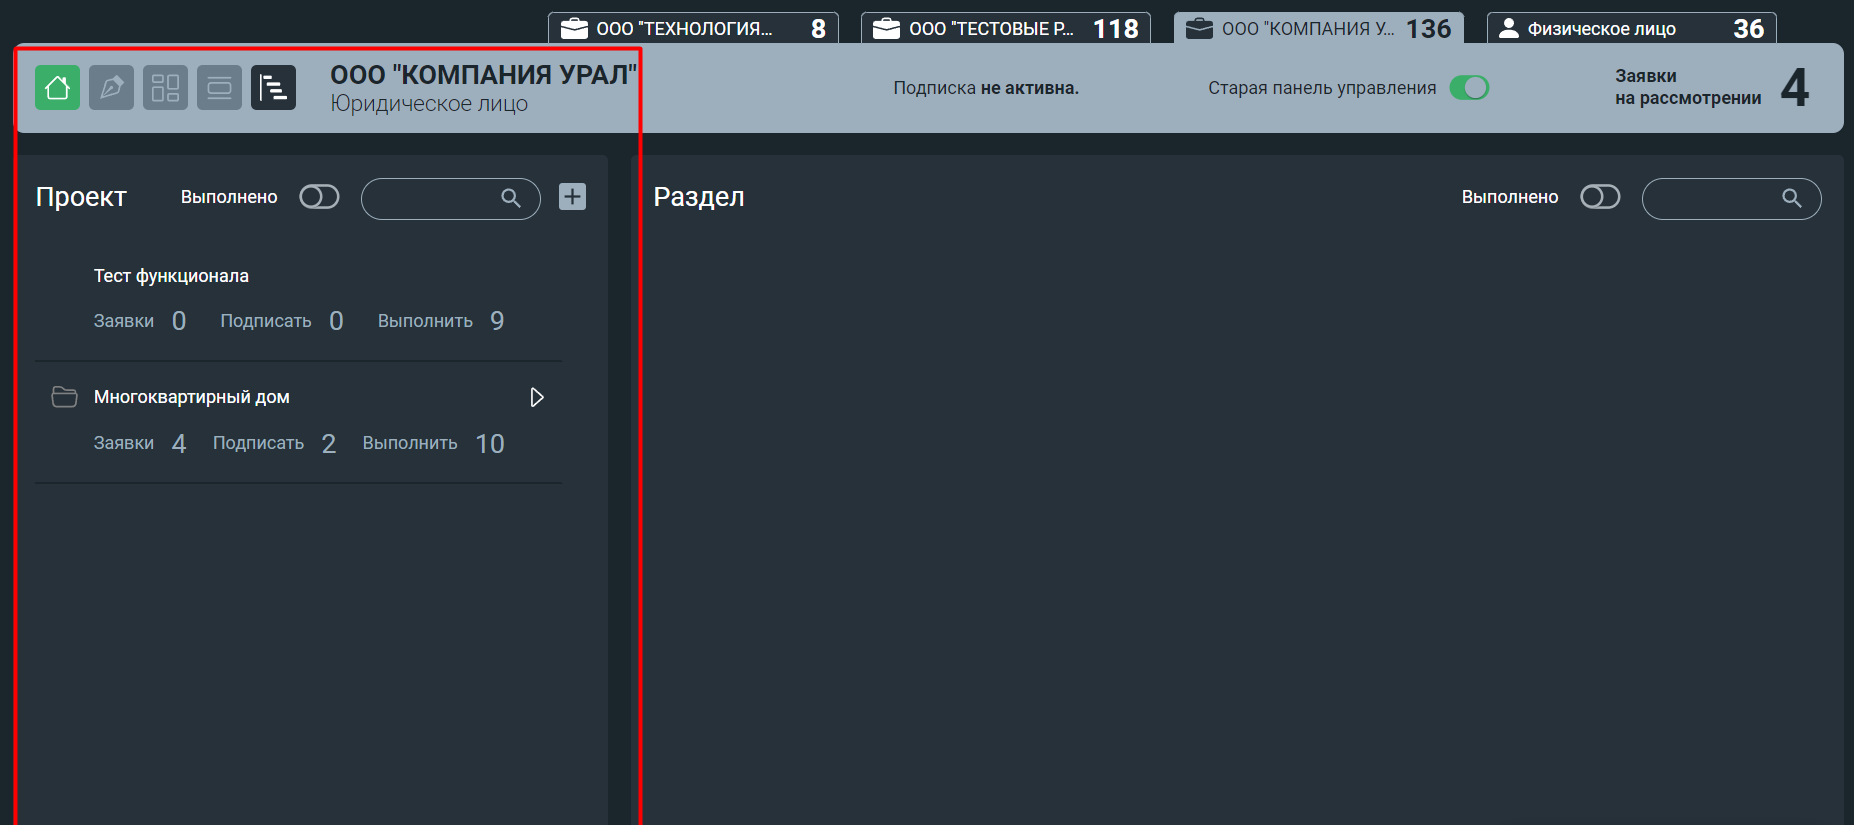 ООО "ТЕХНОЛОГИЯ... 8
ООО "ТЕСТОВЫЕ Р... 118
ООО "КОМПАНИЯ У... 136
Физическое лицо 36
ООО "КОМПАНИЯ УРАЛ"
Юридическое лицо
Подписка не активна.
Старая панель управления
Заявки
на рассмотрении 4
Проект Выполнено
Тест функционала
Заявки 0 Подписать 0 Выполнить 9
Многоквартирный дом
Заявки 4 Подписать 2 Выполнить 10
Раздел Выполнено